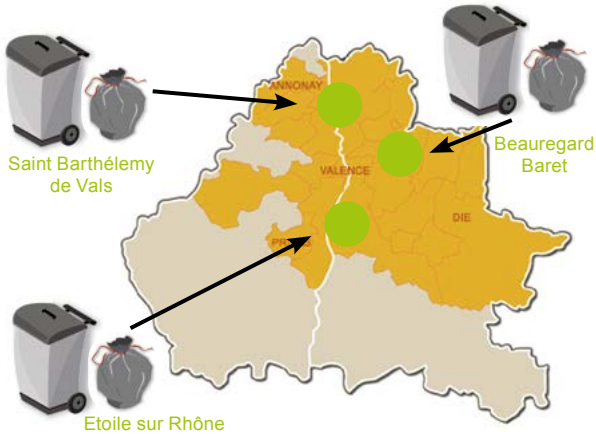 ANNONAY
Saint Barthélemy
de Vals
Beauregard
Baret
VALENCE
DIE
Etoile sur Rhône